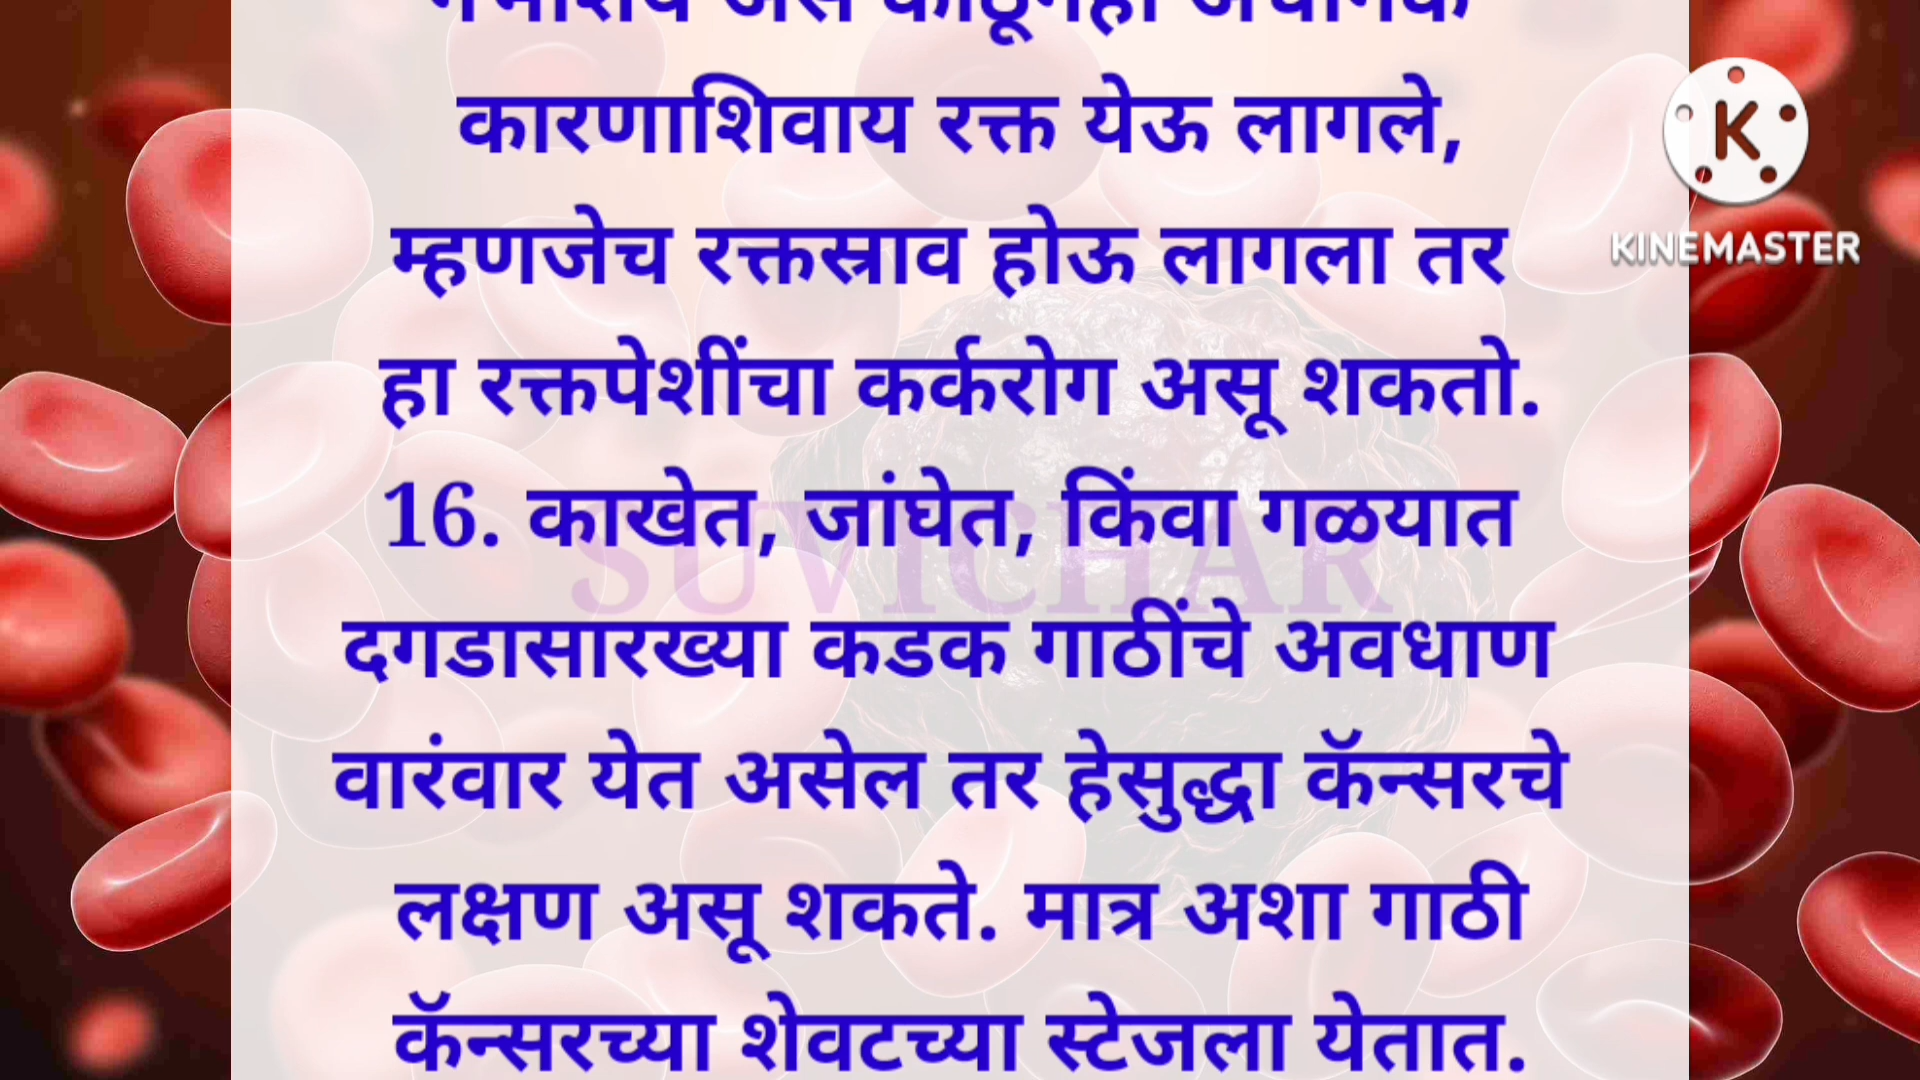 कारणाशिवाय रक्त येऊ लागले,
म्हणजेच रक्तस्राव होऊ लागला तर
हा रक्तपेशींचा कर्करोग असू शकतो.
16. काखेत, जांघेत, किंवा गळयात
दगडासारख्या कडक गाठींचे अवधाण
वारंवार येत असेल तर हेसुद्धा कॅन्सरचे
लक्षण असू शकते. मात्र अशा गाठी
कॅन्सरच्या शेवटच्या स्टेजला येतात.
SUVICHAR
K
KINEMASTER